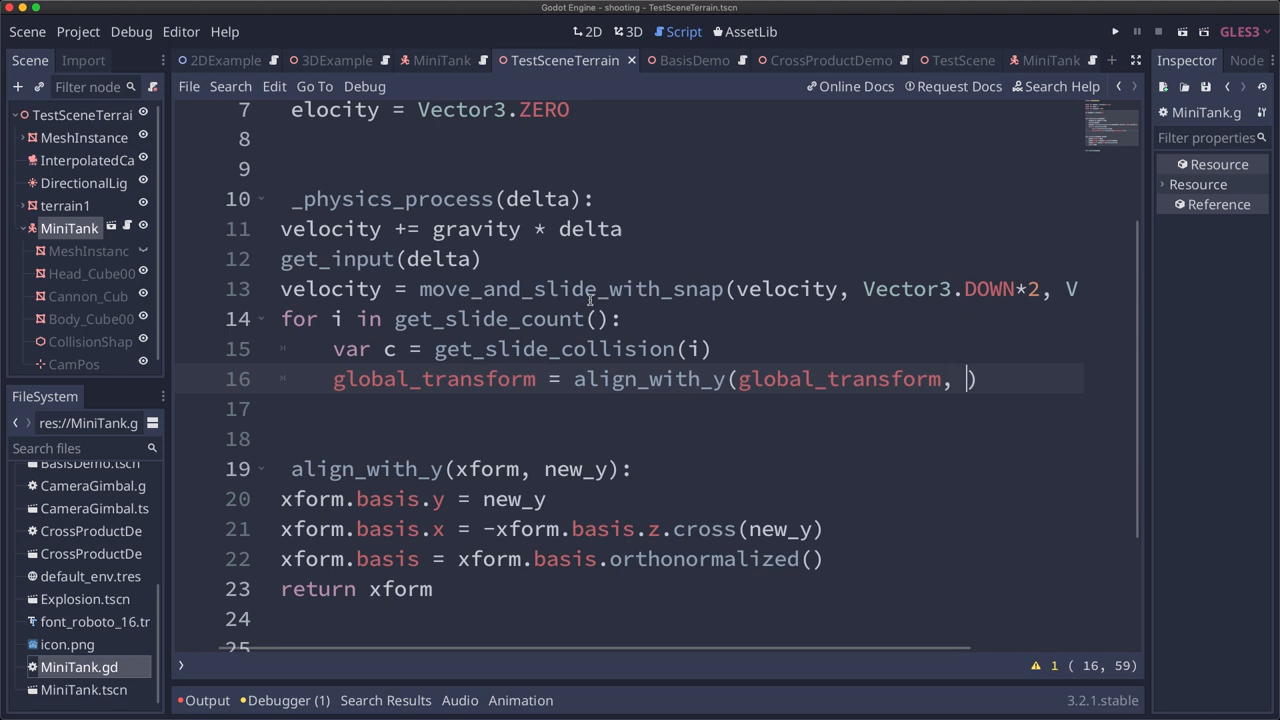 Godot Engine - shooting - TestSceneTerrain.tscn
Scene Project Debug Editor Help 2D 3D Script AssetLib GLES3
Scene Import 2DExample 3DExample MiniTank TestSceneTerrain BasisDemo CrossProductDemo TestScene MiniTank Inspector Node
Filter node File Search Edit Go To Debug Online Docs Request Docs Search Help
TestSceneTerrai
MeshInstance
InterpolatedCa
DirectionalLig
terrain1
MiniTank
MeshInstanc
Head_Cube00
Cannon_Cub
Body_Cube00
CollisionShap
CamPos
FileSystem
res://MiniTank.g
Search files
BasisDemo.tscn
CameraGimbal.g
CameraGimbal.ts
CrossProductDe
CrossProductDe
default_env.tres
Explosion.tscn
font_roboto_16.tr
icon.png
MiniTank.gd
MiniTank.tscn
7 elocity = Vector3.ZERO
8
9
10 _physics_process(delta):
11 velocity += gravity * delta
12 get_input(delta)
13 velocity = move_and_slide_with_snap(velocity, Vector3.DOWN*2, V
14 for i in get_slide_count():
15 var c = get_slide_collision(i)
16 global_transform = align_with_y(global_transform, )
17
18
19 align_with_y(xform, new_y):
20 xform.basis.y = new_y
21 xform.basis.x = -xform.basis.z.cross(new_y)
22 xform.basis = xform.basis.orthonormalized()
23 return xform
24
25
1 ( 16, 59)
Output Debugger (1) Search Results Audio Animation 3.2.1.stable
MiniTank.g
Filter properties
Resource
Resource
Reference